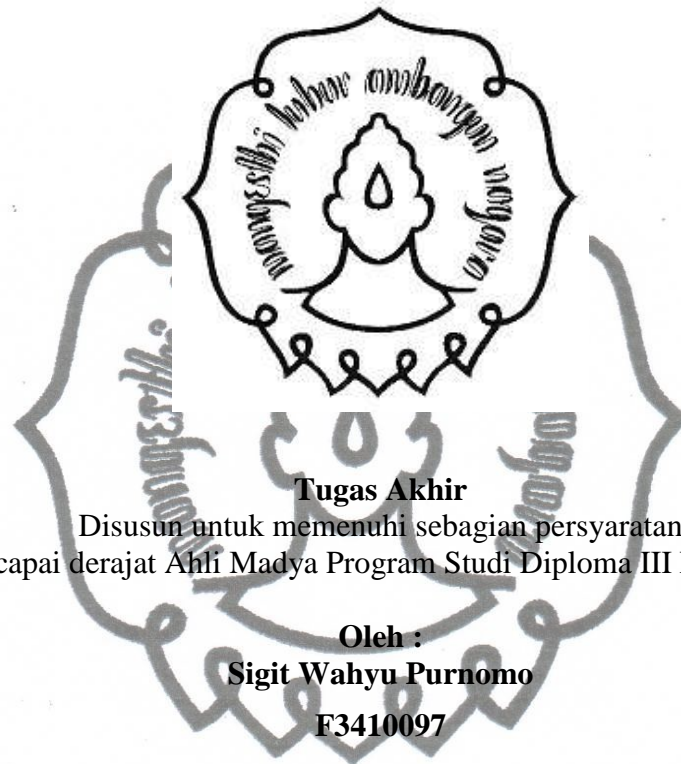 mangesthi luhur ambangun nagara
Tugas Akhir
Disusun untuk memenuhi sebagian persyaratan
capai derajat Ahli Madya Program Studi Diploma III
Oleh :
Sigit Wahyu Purnomo
F3410097